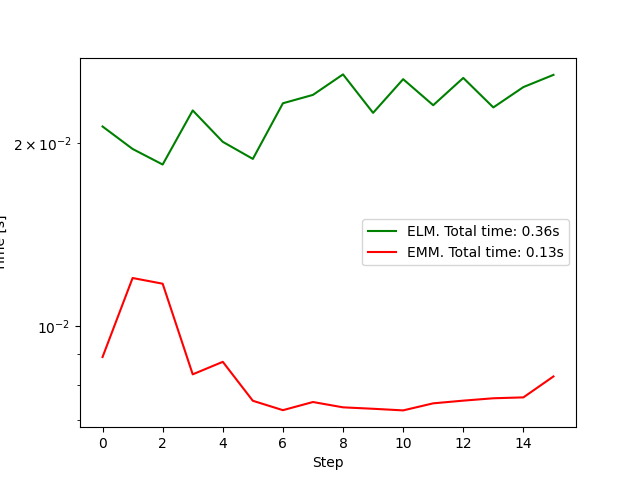 2 × 10⁻²
10⁻²
[s]
ELM. Total time: 0.36s
EMM. Total time: 0.13s
0 2 4 6 8 10 12 14
Step